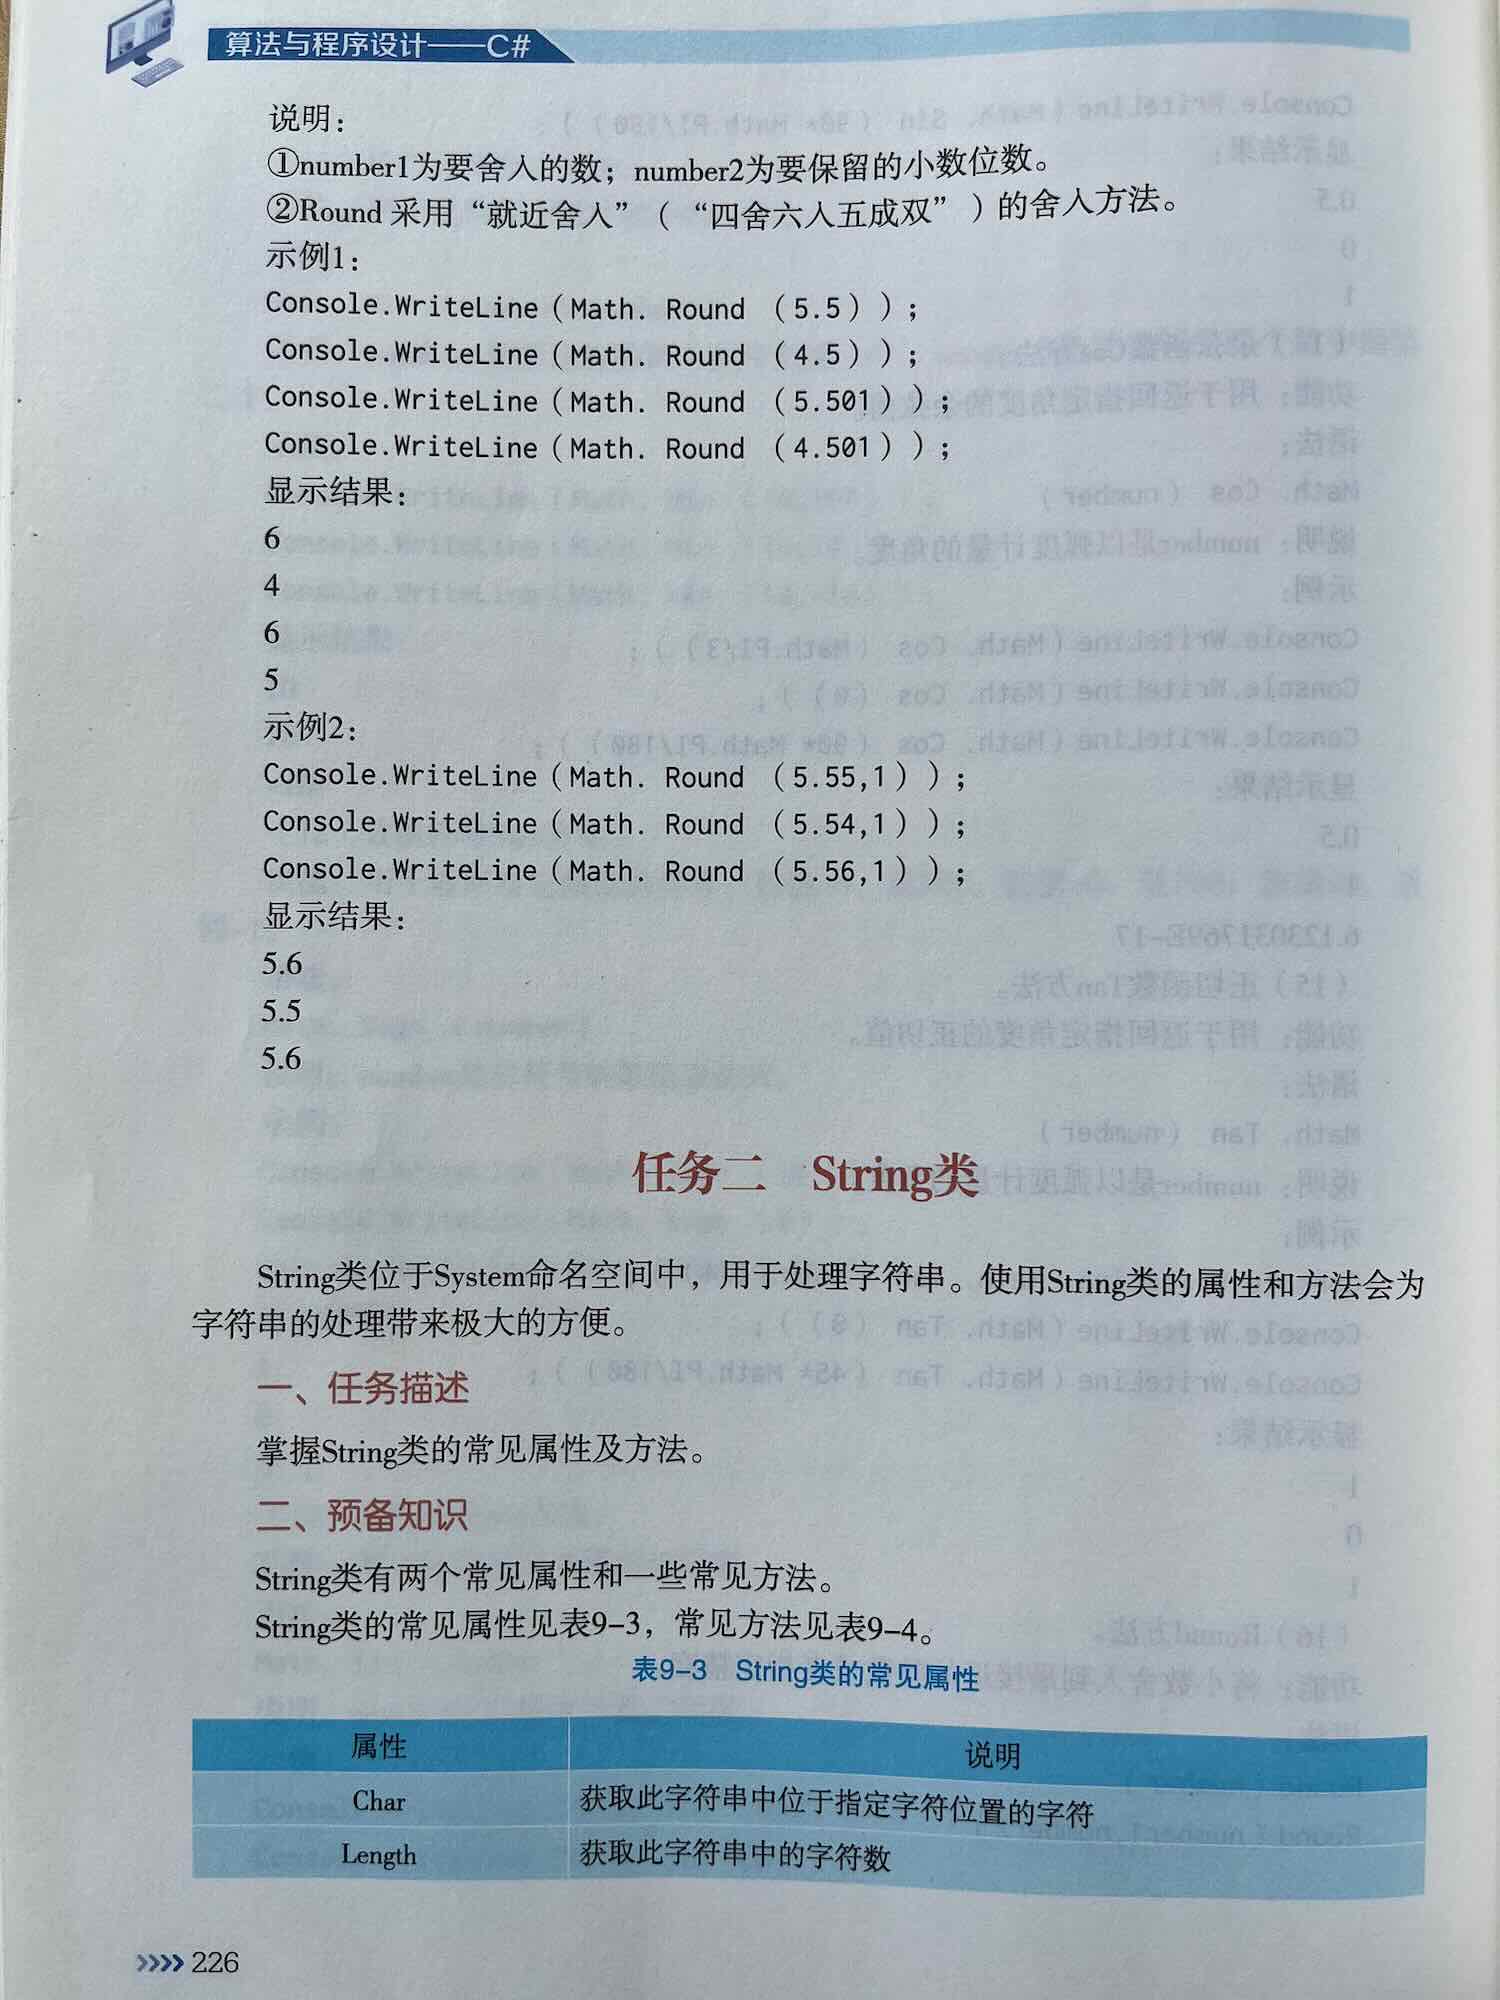 算法与程序设计——C#
说明：
①number1为要舍入的数；number2为要保留的小数位数。
②Round 采用“就近舍入”（“四舍六入五成双”）的舍入方法。
示例1：
Console.WriteLine（Math. Round （5.5））；
Console.WriteLine（Math. Round （4.5））；
Console.WriteLine（Math. Round （5.501））；
Console.WriteLine（Math. Round （4.501））；
显示结果：
6
4
6
5
示例2：
Console.WriteLine（Math. Round （5.55,1））；
Console.WriteLine（Math. Round （5.54,1））；
Console.WriteLine（Math. Round （5.56,1））；
显示结果：
5.6
5.5
5.6
任务二 String类
String类位于System命名空间中，用于处理字符串。使用String类的属性和方法会为
字符串的处理带来极大的方便。
一、任务描述
掌握String类的常见属性及方法。
二、预备知识
String类有两个常见属性和一些常见方法。
String类的常见属性见表9-3，常见方法见表9-4。
表9-3 String类的常见属性
属性 说明
Char 获取此字符串中位于指定字符位置的字符
Length 获取此字符串中的字符数
»» 226